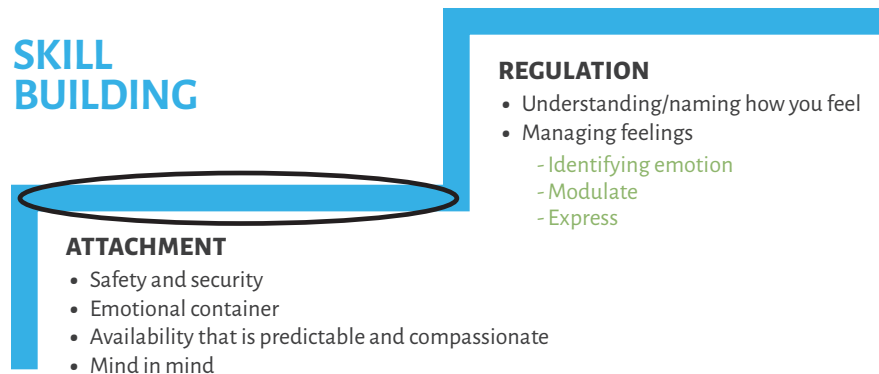 SKILL
BUILDING
REGULATION
• Understanding/naming how you feel
• Managing feelings
- Identifying emotion
- Modulate
- Express
ATTACHMENT
• Safety and security
• Emotional container
• Availability that is predictable and compassionate
• Mind in mind